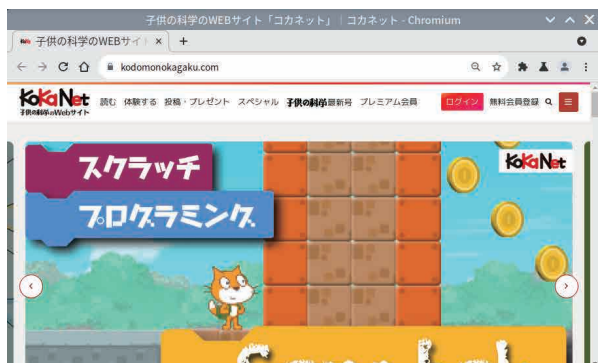 子供の科学のWEBサイト「コカネット」｜コカネット - Chromium
子供の科学のWEBサイト
kodomonokagaku.com
KoKaNet
子供の科学のWebサイト
読む 体験する 投稿・プレゼント スペシャル 子供の科学最新号 プレミアム会員 ログイン 無料会員登録
スクラッチ
プログラミング
KoKaNet